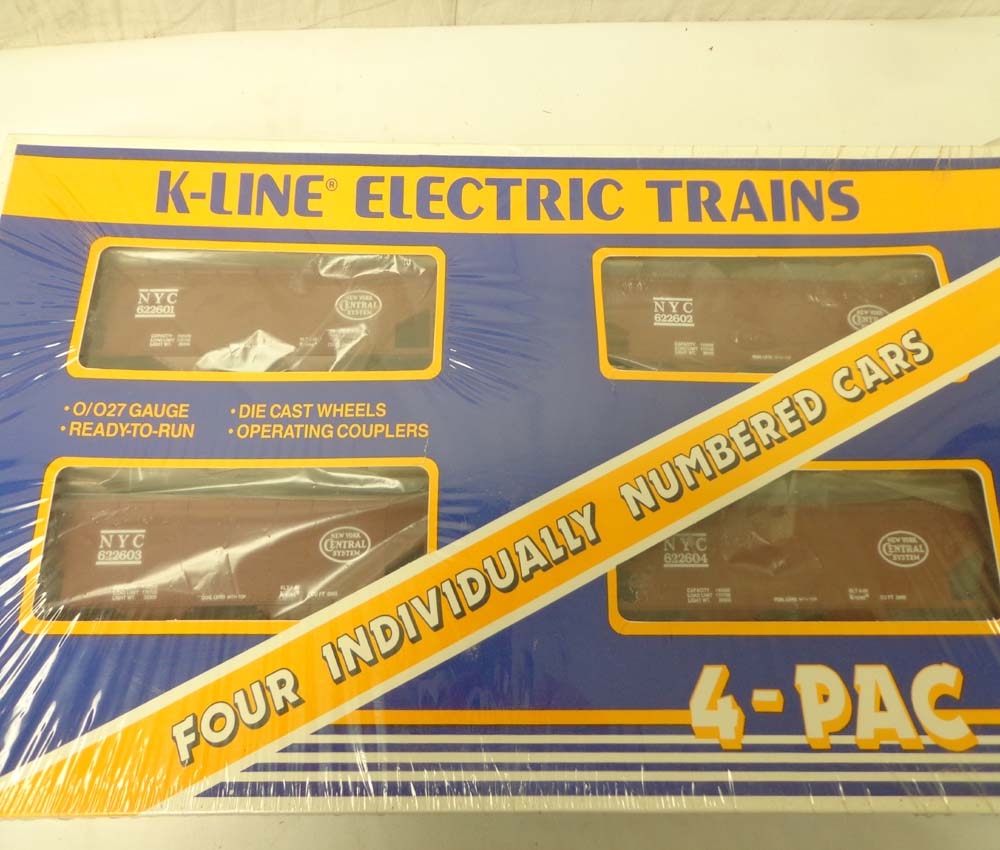 K-LINE® ELECTRIC TRAINS
NYC
622601
NEW YORK
CENTRAL
SYSTEM
NYC
622602
NEW YORK
CENTRAL
• O/O27 GAUGE
• READY-TO-RUN
• DIE CAST WHEELS
• OPERATING COUPLERS
FOUR INDIVIDUALLY NUMBERED CARS
NYC
622603
NEW YORK
CENTRAL
SYSTEM
NYC
622604
CAPACITY
NEW YORK
CENTRAL
SYSTEM
4-PAC